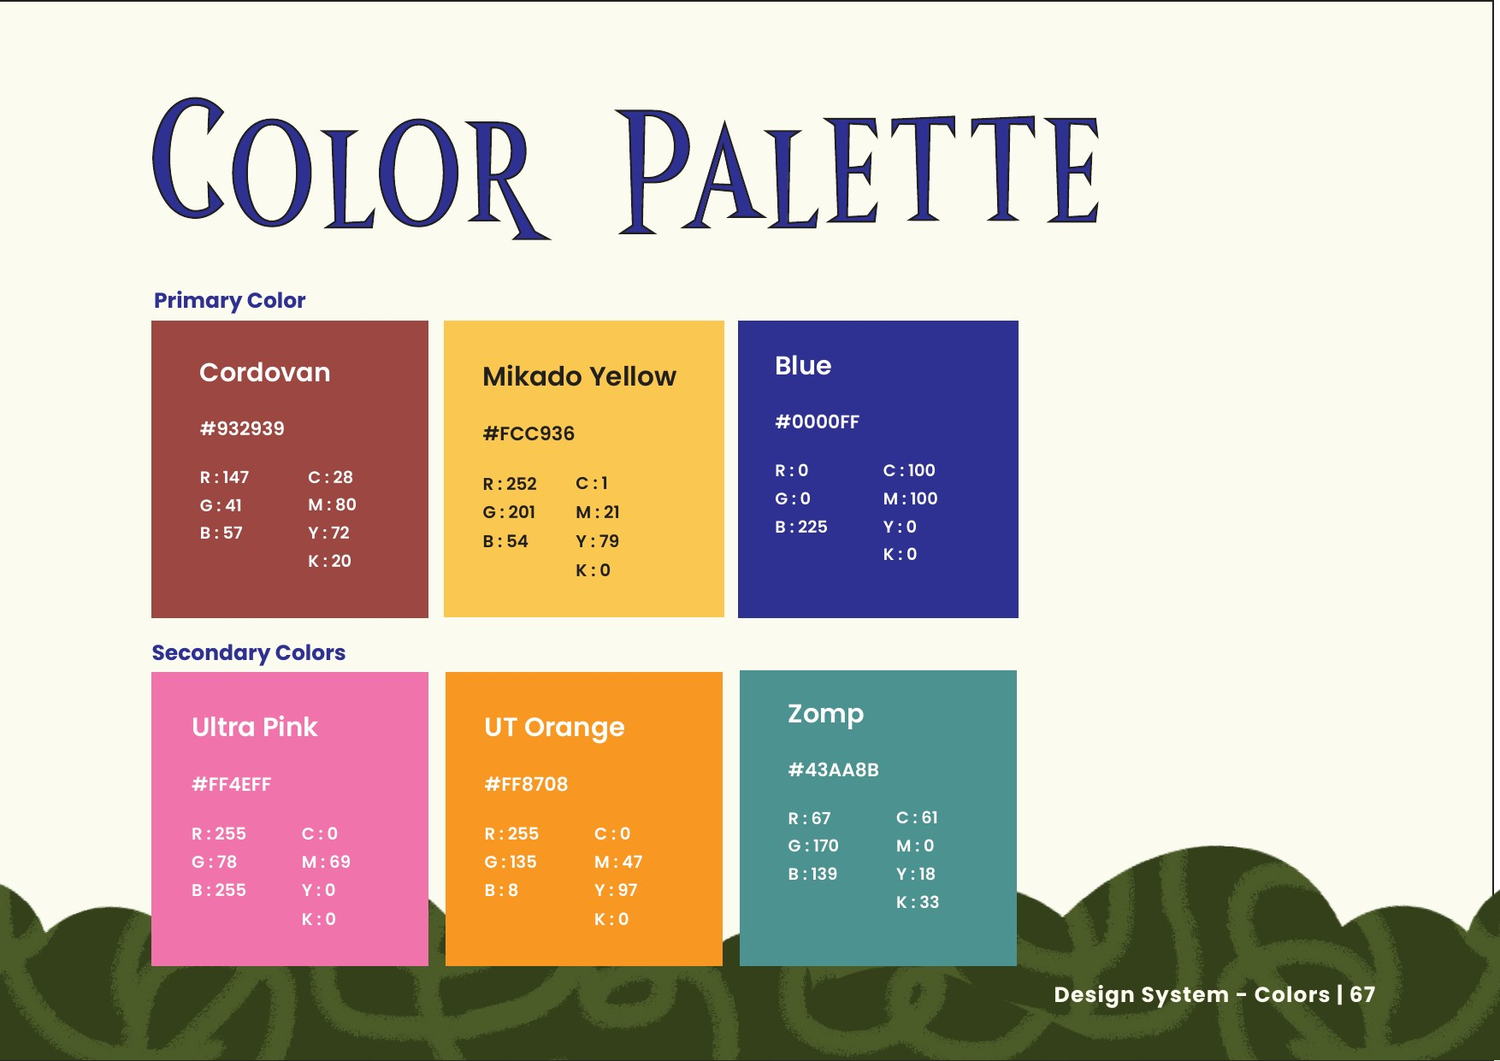 Color Palette
Primary Color
Cordovan
#932939
R : 147
G : 41
B : 57
C : 28
M : 80
Y : 72
K : 20
Mikado Yellow
#FCC936
R : 252
G : 201
B : 54
C : 1
M : 21
Y : 79
K : 0
Blue
#0000FF
R : 0
G : 0
B : 225
C : 100
M : 100
Y : 0
K : 0
Secondary Colors
Ultra Pink
#FF4EFF
R : 255
G : 78
B : 255
C : 0
M : 69
Y : 0
K : 0
UT Orange
#FF8708
R : 255
G : 135
B : 8
C : 0
M : 47
Y : 97
K : 0
Zomp
#43AA8B
R : 67
G : 170
B : 139
C : 61
M : 0
Y : 18
K : 33
Design System - Colors | 67